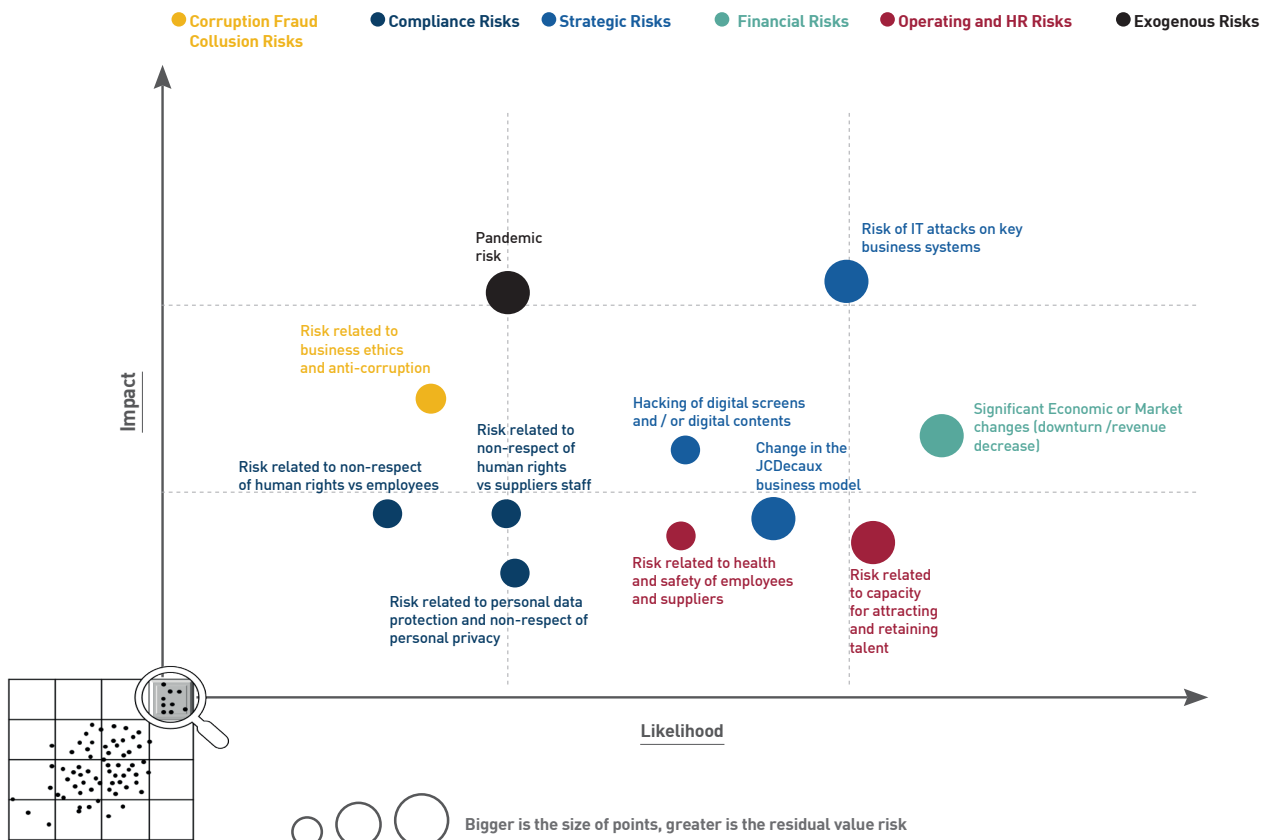 Corruption Fraud
Collusion Risks
Compliance Risks
Strategic Risks
Financial Risks
Operating and HR Risks
Exogenous Risks
Risk of IT attacks on key
business systems
Pandemic
risk
Risk related to
business ethics
and anti-corruption
Impact
Hacking of digital screens
and / or digital contents
Significant Economic or Market
changes (downturn /revenue
decrease)
Risk related to
non-respect of
human rights
vs suppliers staff
Change in the
JCDecaux
business model
Risk related to non-respect
of human rights vs employees
Risk related to health
and safety of employees
and suppliers
Risk related
to capacity
for attracting
and retaining
talent
Risk related to personal data
protection and non-respect of
personal privacy
Likelihood
Bigger is the size of points, greater is the residual value risk